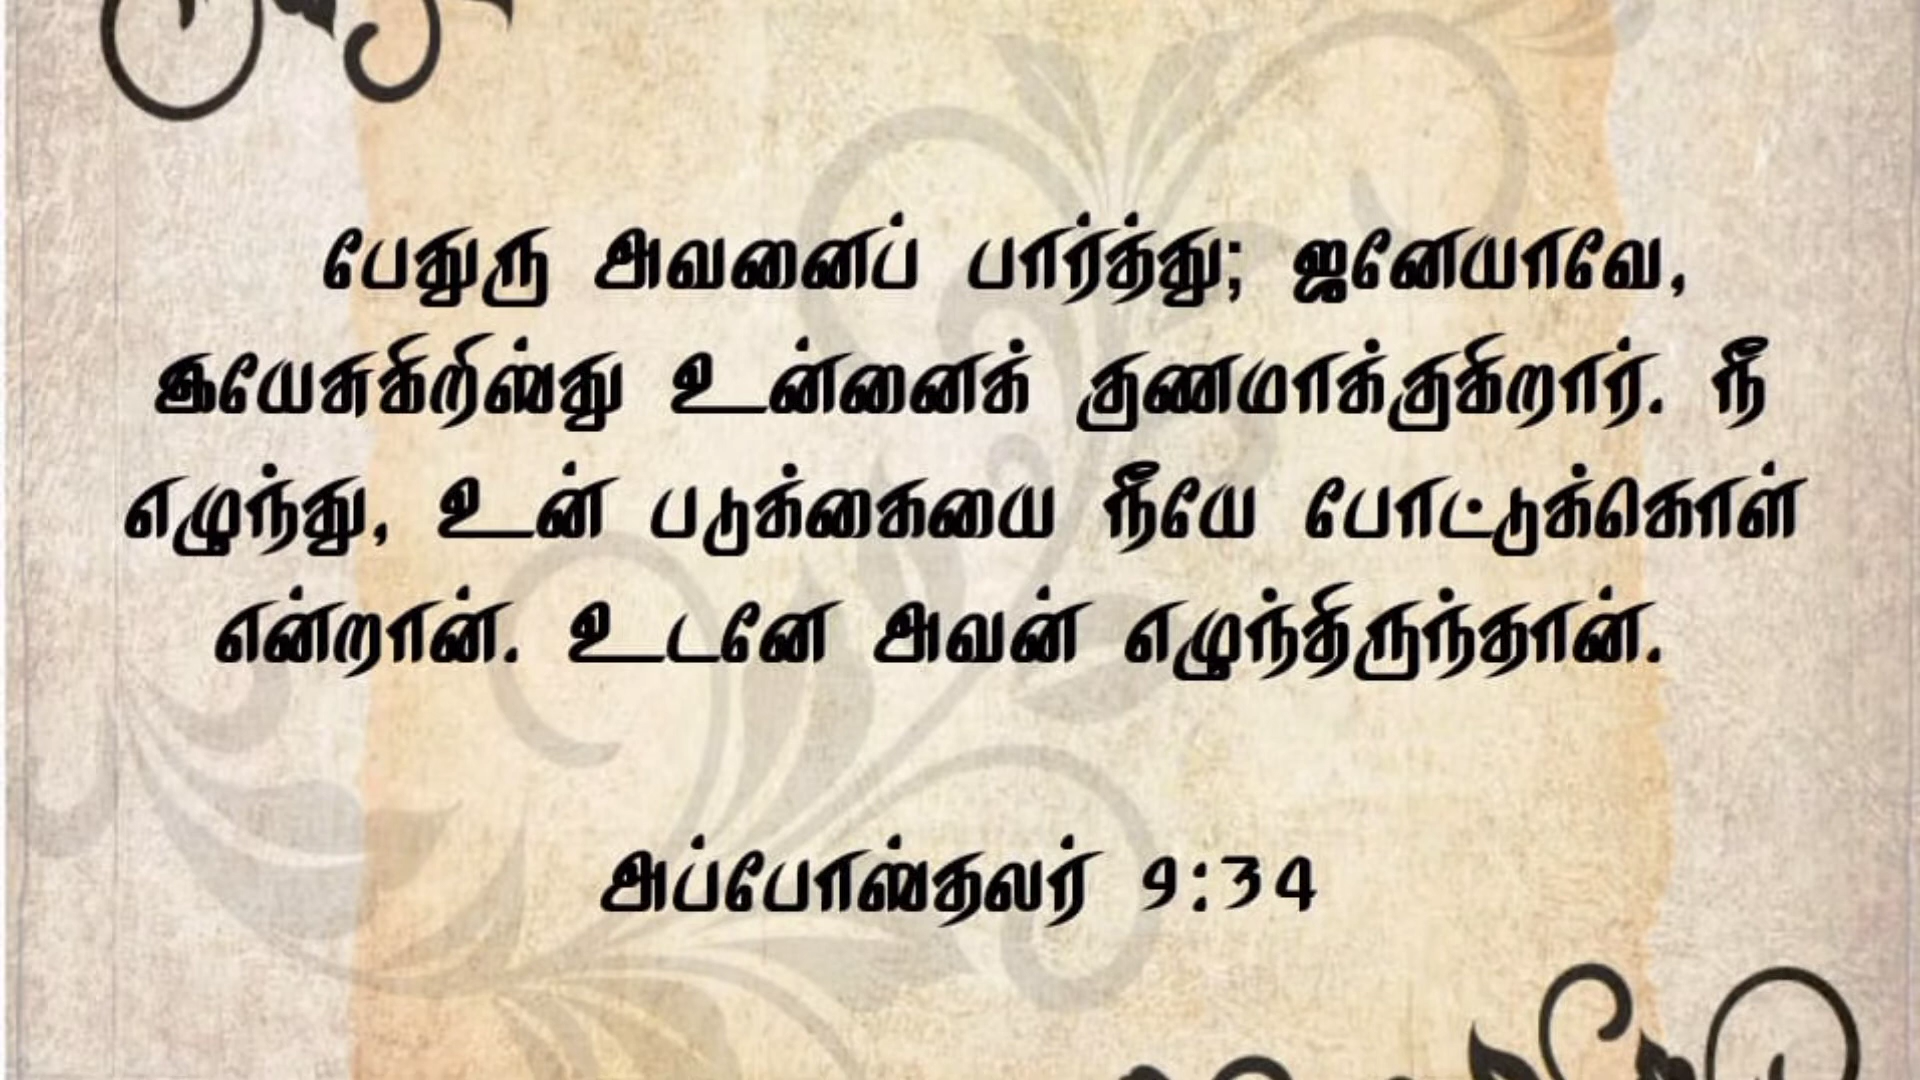 பேதுரு அவனைப் பார்த்து; ஐனேயாவே,
இயேசுகிறிஸ்து உன்னைக் குணமாக்குகிறார். நீ
எழுந்து, உன் படுக்கையை நீயே போட்டுக்கொள்
என்றான். உடனே அவன் எழுந்திருந்தான்.
அப்போஸ்தலர் 9:34